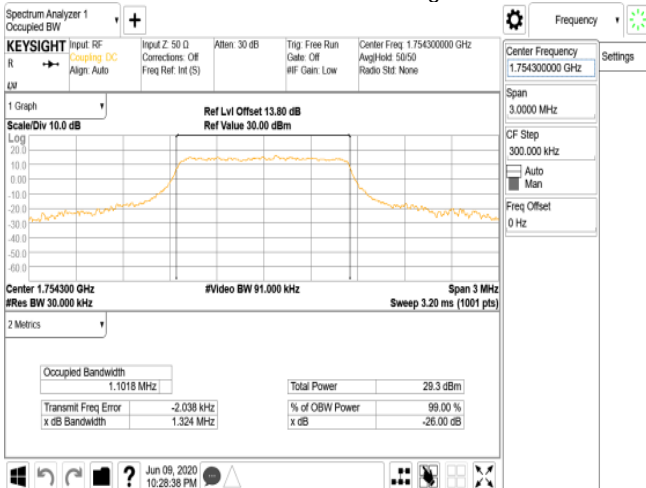 Spectrum Analyzer 1
Occupied BW
Frequency
KEYSIGHT
R
LXI
Input: RF
Coupling: DC
Align: Auto
Input Z: 50 Ω
Corrections: Off
Freq Ref: Int (S)
Atten: 30 dB
Trig: Free Run
Gate: Off
#IF Gain: Low
Center Freq: 1.754300000 GHz
Avg|Hold: 50/50
Radio Std: None
Center Frequency
1.754300000 GHz
Settings
Span
3.0000 MHz
CF Step
300.000 kHz
Auto
Man
Freq Offset
0 Hz
1 Graph
Scale/Div 10.0 dB
Ref Lvl Offset 13.80 dB
Ref Value 30.00 dBm
Log
20.0
10.0
0.00
-10.0
-20.0
-30.0
-40.0
-50.0
-60.0
Center 1.754300 GHz
#Video BW 91.000 kHz
Span 3 MHz
#Res BW 30.000 kHz
Sweep 3.20 ms (1001 pts)
2 Metrics
Occupied Bandwidth
1.1018 MHz
Total Power 29.3 dBm
Transmit Freq Error -2.038 kHz
% of OBW Power 99.00 %
x dB Bandwidth 1.324 MHz
x dB -26.00 dB
?
Jun 09, 2020
10:28:38 PM